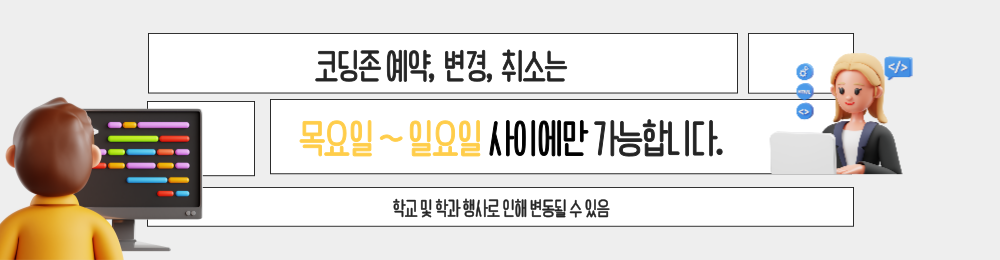 코딩존 예약, 변경, 취소는
목요일 ~ 일요일 사이에만 가능합니다.
학교 및 학과 행사로 인해 변동될 수 있음
</>
HTML
<>